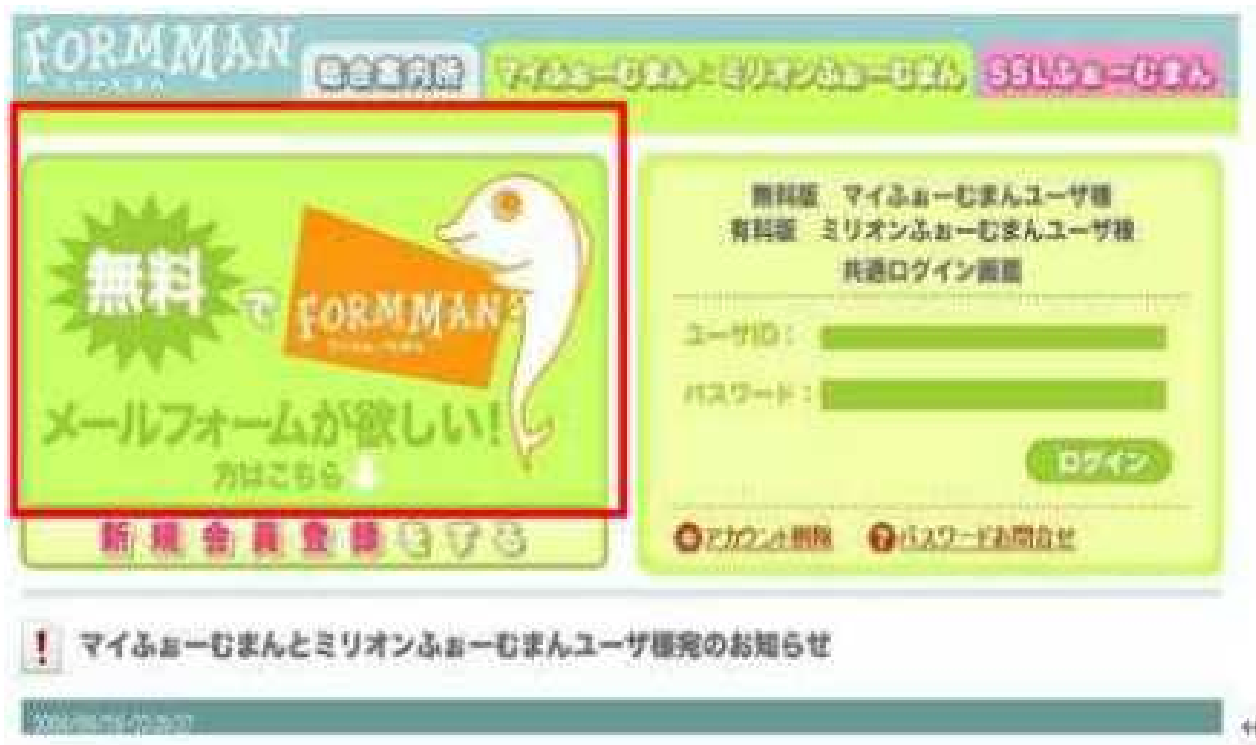 FORMMAN
総合案内所
マイふぉーむまんとミリオンふぉーむまん
SSLふぉーむまん
無料で
FORMMAN
メールフォームが欲しい!
方はこちら
新規会員登録する
無料版 マイふぉーむまんユーザ様
有料版 ミリオンふぉーむまんユーザ様
共通ログイン画面
ユーザID:
パスワード:
ログイン
アカウント削除
?パスワードお問合せ
! マイふぉーむまんとミリオンふぉーむまんユーザ様宛のお知らせ